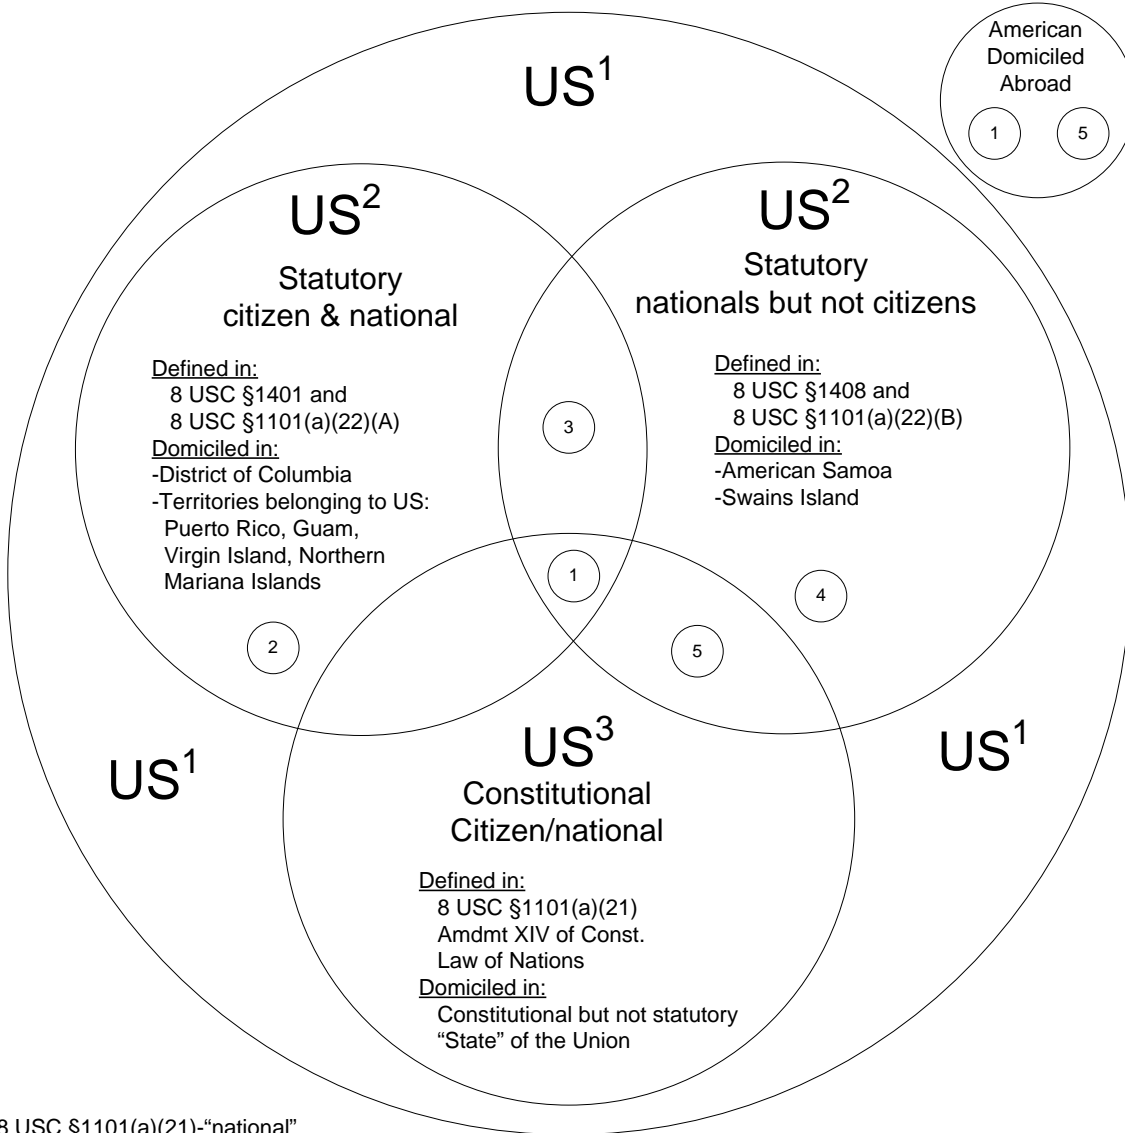 American
Domiciled
Abroad
1
5
US1
US2
Statutory
citizen & national
Defined in:
8 USC §1401 and
8 USC §1101(a)(22)(A)
Domiciled in:
-District of Columbia
-Territories belonging to US:
Puerto Rico, Guam,
Virgin Island, Northern
Mariana Islands
2
US2
Statutory
nationals but not citizens
Defined in:
8 USC §1408 and
8 USC §1101(a)(22)(B)
Domiciled in:
-American Samoa
-Swains Island
3
1
4
5
US1
US1
US3
Constitutional
Citizen/national
Defined in:
8 USC §1101(a)(21)
Amdmt XIV of Const.
Law of Nations
Domiciled in:
Constitutional but not statutory
“State” of the Union
8 USC §1101(a)(21)-“national”